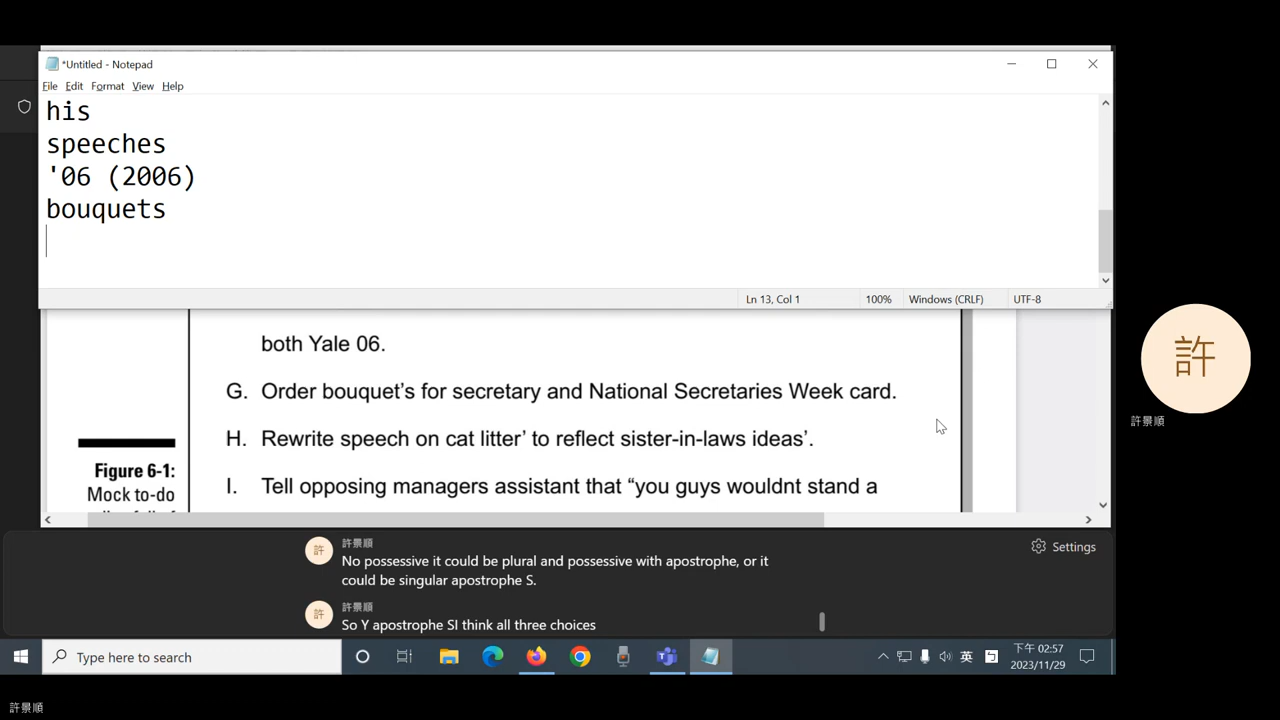 *Untitled - Notepad
File Edit Format View Help
his
speeches
'06 (2006)
bouquets
Ln 13, Col 1 100% Windows (CRLF) UTF-8
both Yale 06.
G. Order bouquet's for secretary and National Secretaries Week card.
H. Rewrite speech on cat litter' to reflect sister-in-laws ideas'.
I. Tell opposing managers assistant that “you guys wouldnt stand a
Figure 6-1:
Mock to-do
許
許景順
許
許景順
No possessive it could be plural and possessive with apostrophe, or it
could be singular apostrophe S.
許
許景順
So Y apostrophe SI think all three choices
Settings
Type here to search
英
下午 02:57
2023/11/29
許景順